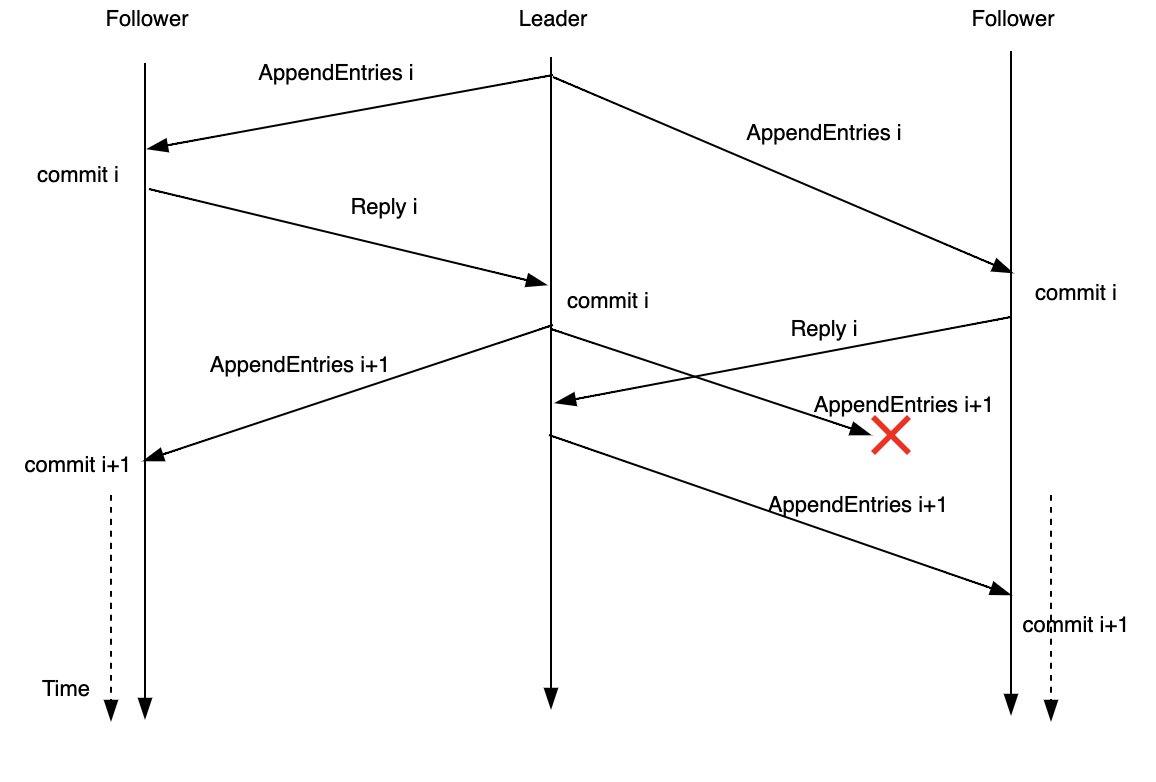 Follower
Leader
Follower
AppendEntries i
AppendEntries i
commit i
Reply i
commit i
commit i
Reply i
AppendEntries i+1
AppendEntries i+1
commit i+1
AppendEntries i+1
commit i+1
Time